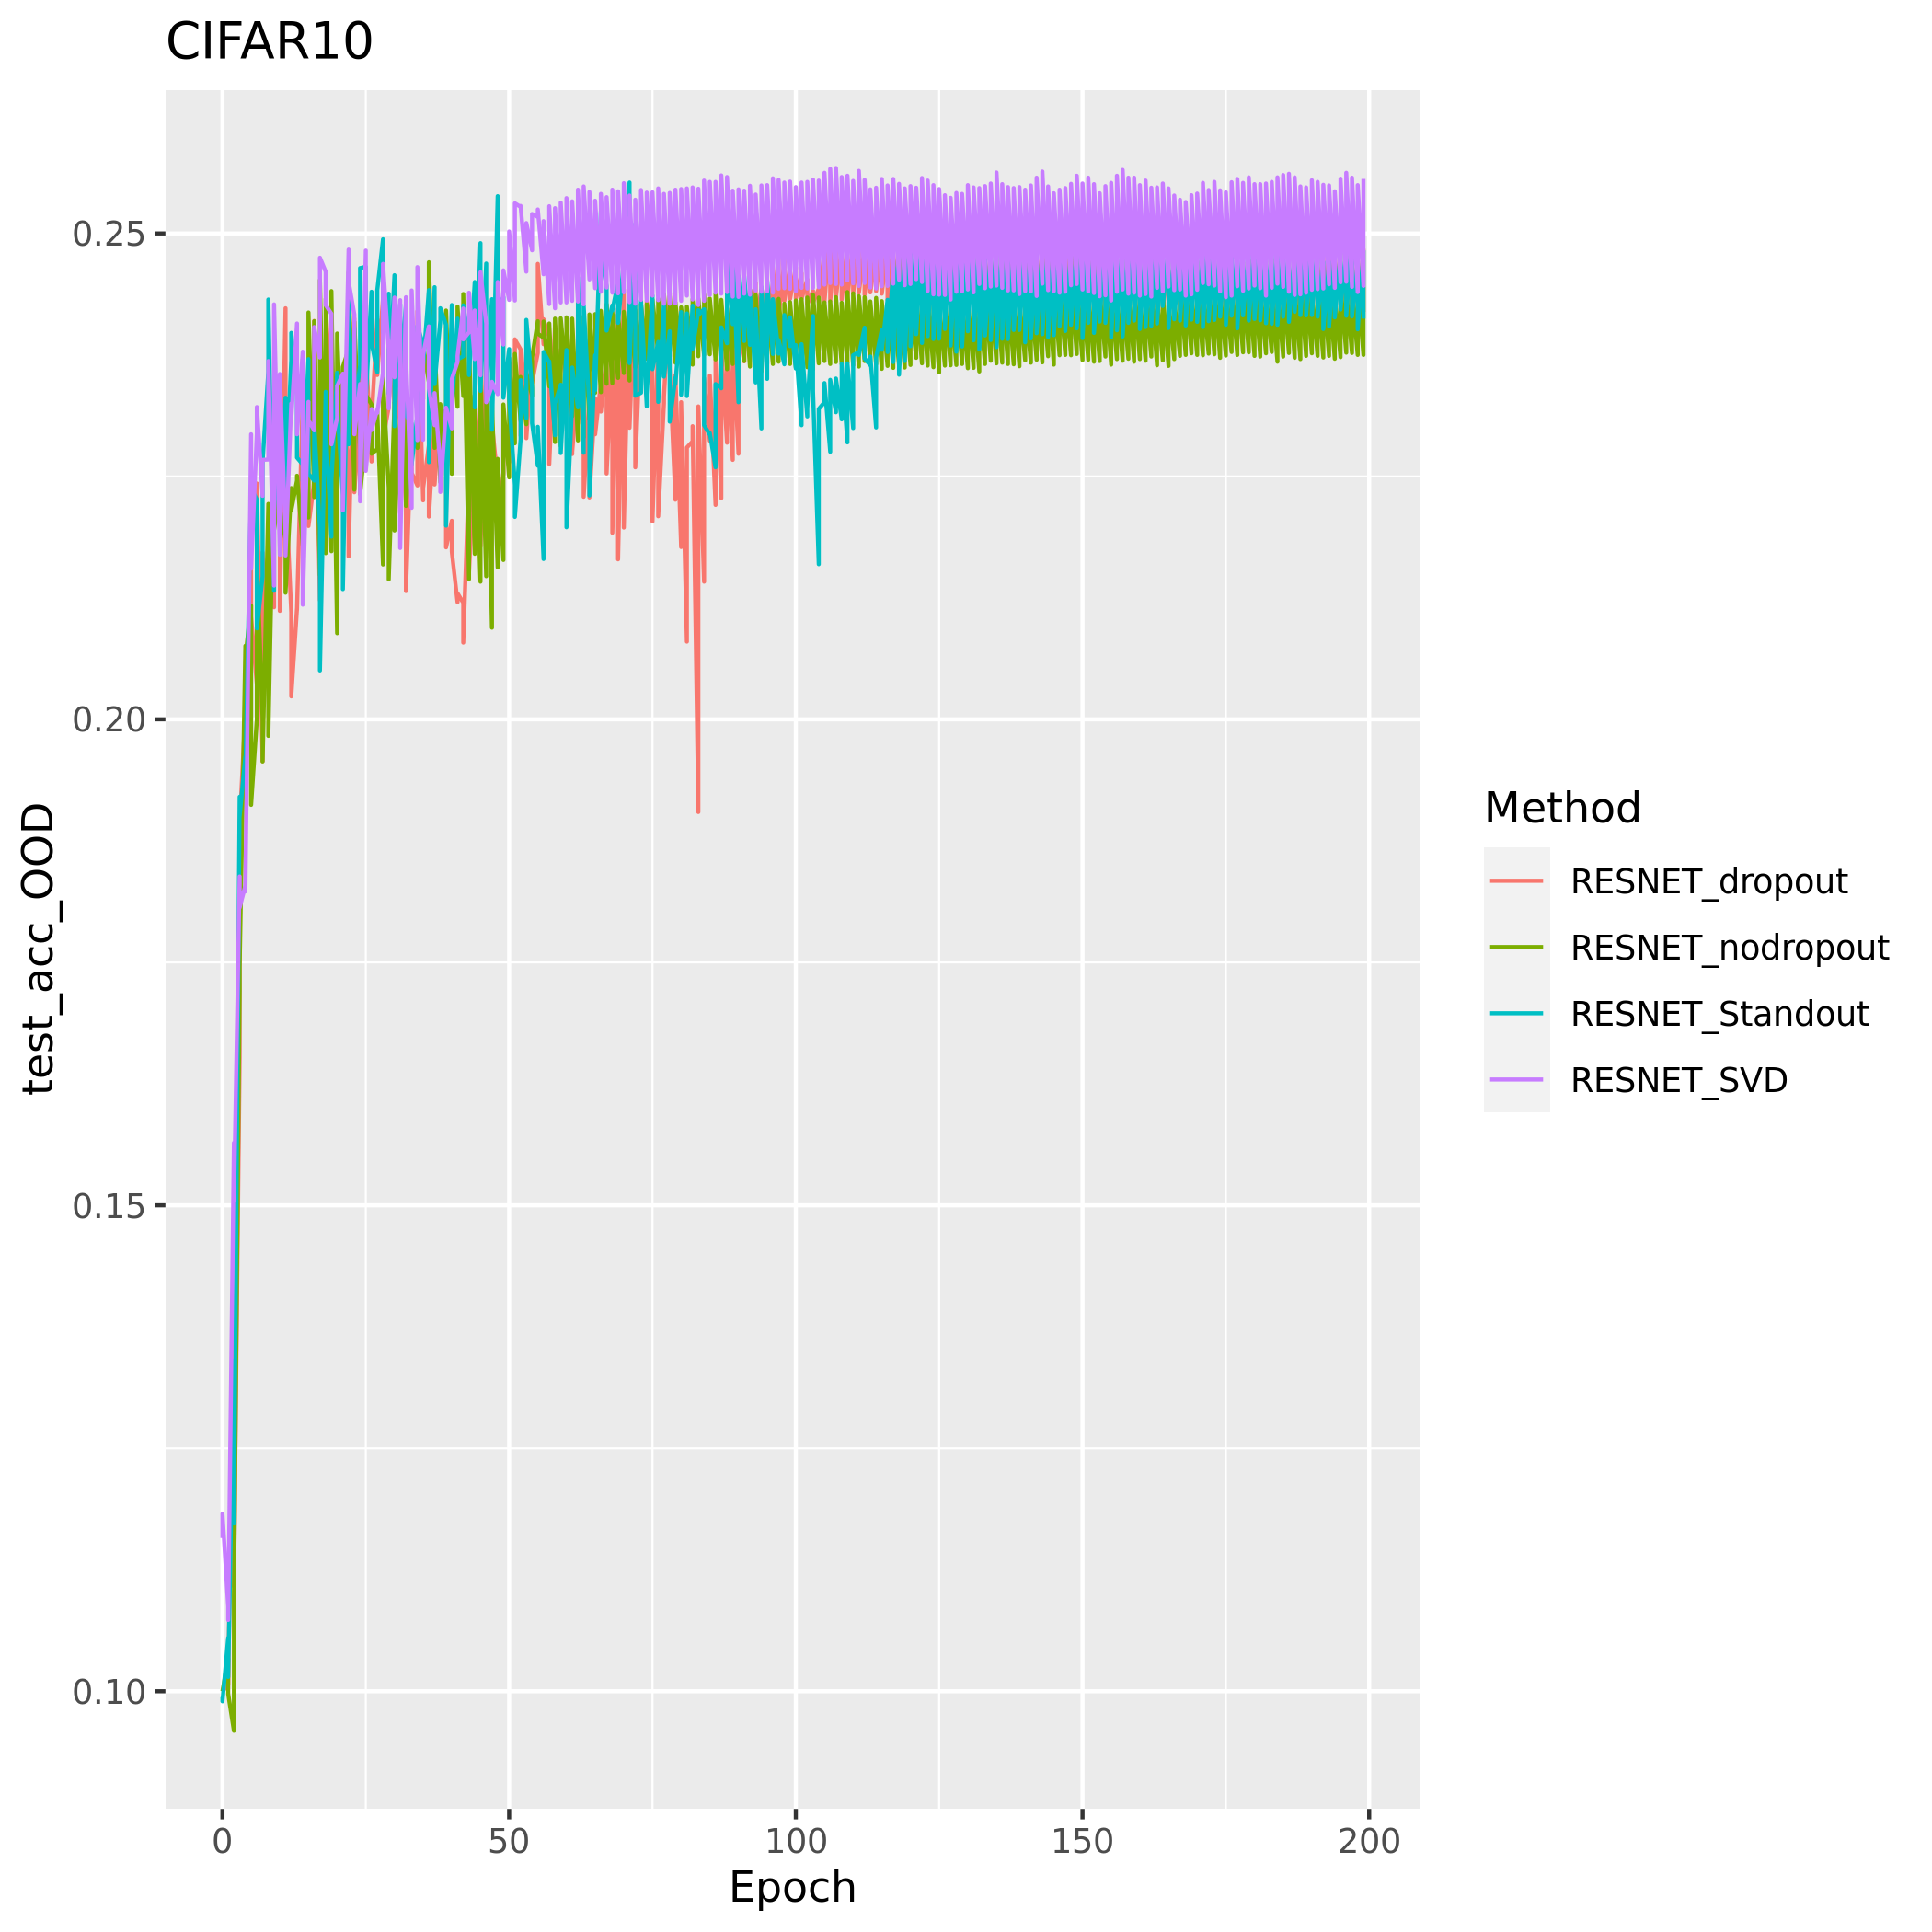 CIFAR10
test_acc_OOD
0.25
0.20
0.15
0.10
0
50
100
150
200
Epoch
Method
RESNET_dropout
RESNET_nodropout
RESNET_Standout
RESNET_SVD